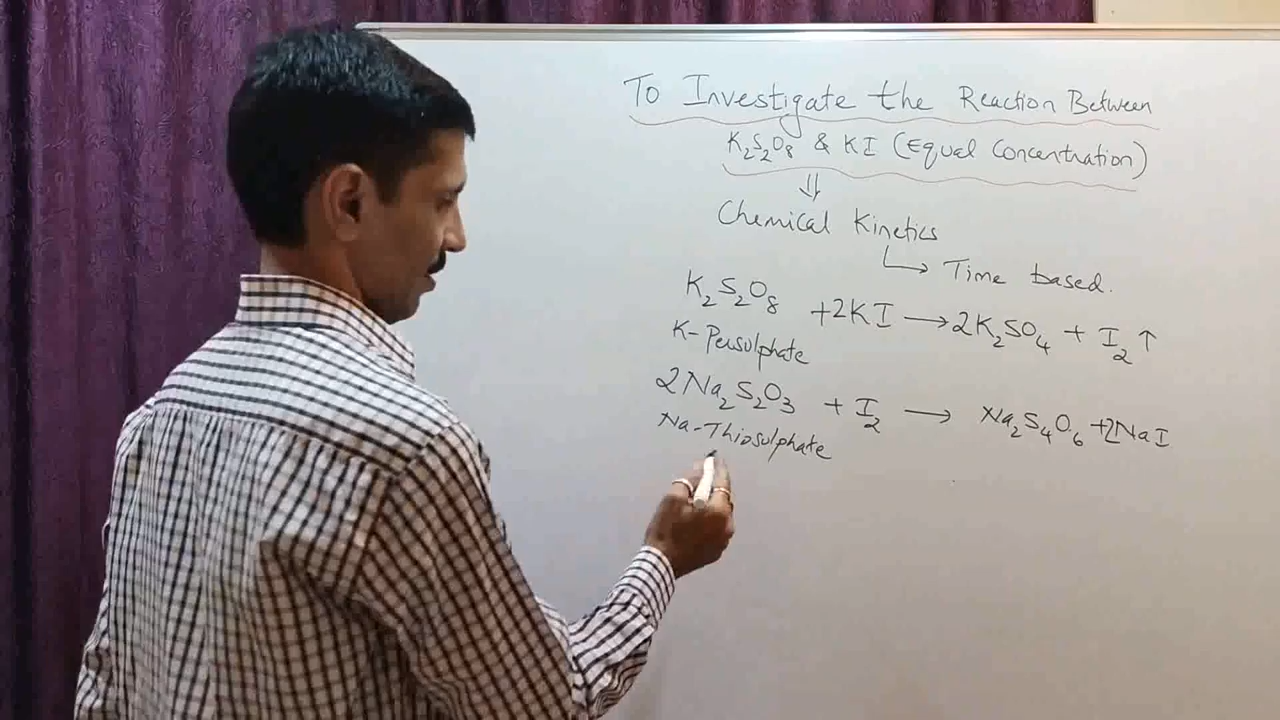 To Investigate the Reaction Between
K₂S₂O₈ & KI (Equal Concentration)
⇓
Chemical Kinetics
↳ Time based.
K₂S₂O₈ + 2KI → 2K₂SO₄ + I₂ ↑
K-Persulphate
2Na₂S₂O₃ + I₂ → Na₂S₄O₆ + 2NaI
Na-Thiosulphate